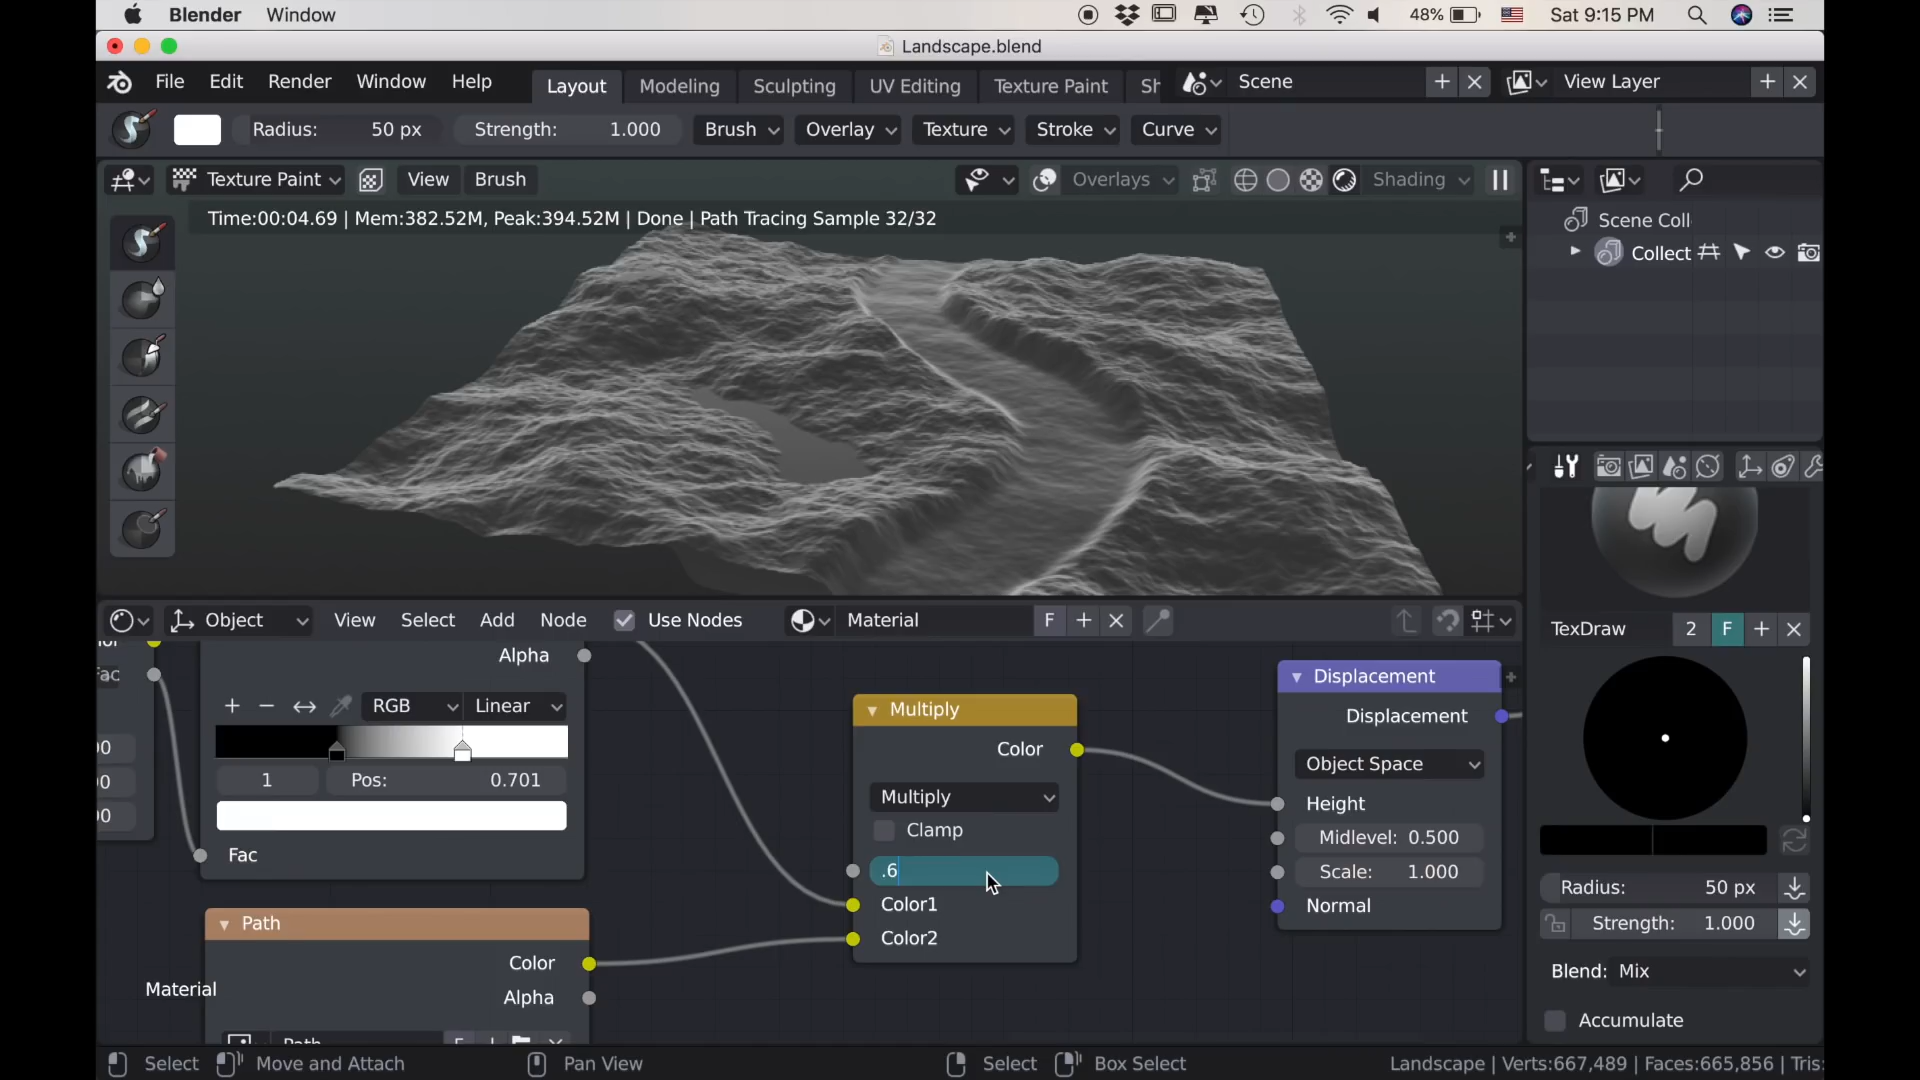 Blender Window
48% Sat 9:15 PM
Landscape.blend
File Edit Render Window Help Layout Modeling Sculpting UV Editing Texture Paint Sh Scene View Layer
Radius: 50 px Strength: 1.000 Brush Overlay Texture Stroke Curve
Texture Paint View Brush Overlays Shading
Time:00:04.69 | Mem:382.52M, Peak:394.52M | Done | Path Tracing Sample 32/32
Scene Coll
Collect
Object View Select Add Node Use Nodes Material F
TexDraw 2 F
Alpha
RGB Linear
1 Pos: 0.701
Fac
Fac
00
00
00
Path
Color
Alpha
Path F
Material
Multiply
Color
Multiply
Clamp
.6
Color1
Color2
Displacement
Displacement
Object Space
Height
Midlevel: 0.500
Scale: 1.000
Normal
Radius: 50 px
Strength: 1.000
Blend: Mix
Accumulate
Select Move and Attach Pan View Select Box Select Landscape | Verts:667,489 | Faces:665,856 | Tris: